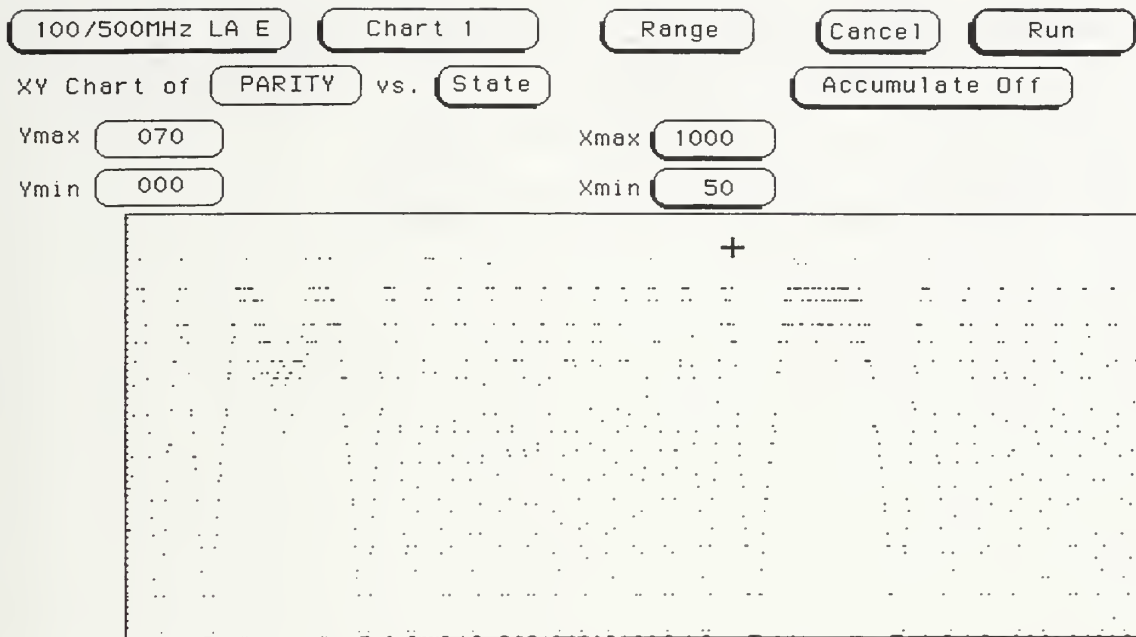 100/500MHz LA E Chart 1 Range Cancel Run
XY Chart of PARITY vs. State Accumulate Off
Ymax 070 Xmax 1000
Ymin 000 Xmin 50